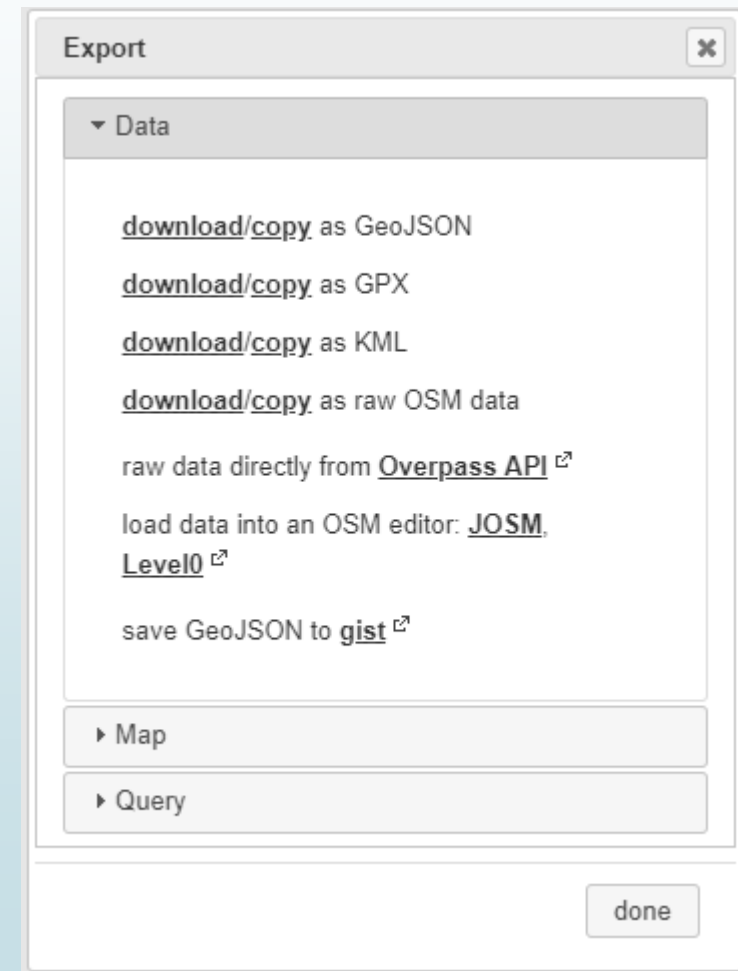 Export
Data
download/copy as GeoJSON
download/copy as GPX
download/copy as KML
download/copy as raw OSM data
raw data directly from Overpass API
load data into an OSM editor: JOSM,
Level0
save GeoJSON to gist
Map
Query
done